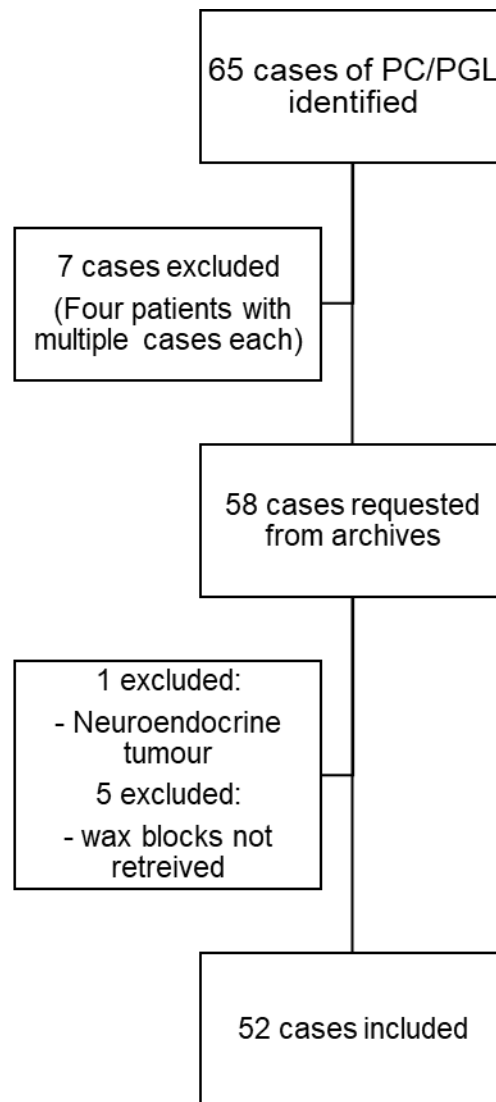 65 cases of PC/PGL
identified
7 cases excluded
(Four patients with
multiple cases each)
58 cases requested
from archives
1 excluded:
- Neuroendocrine
tumour
5 excluded:
- wax blocks not
retreived
52 cases included